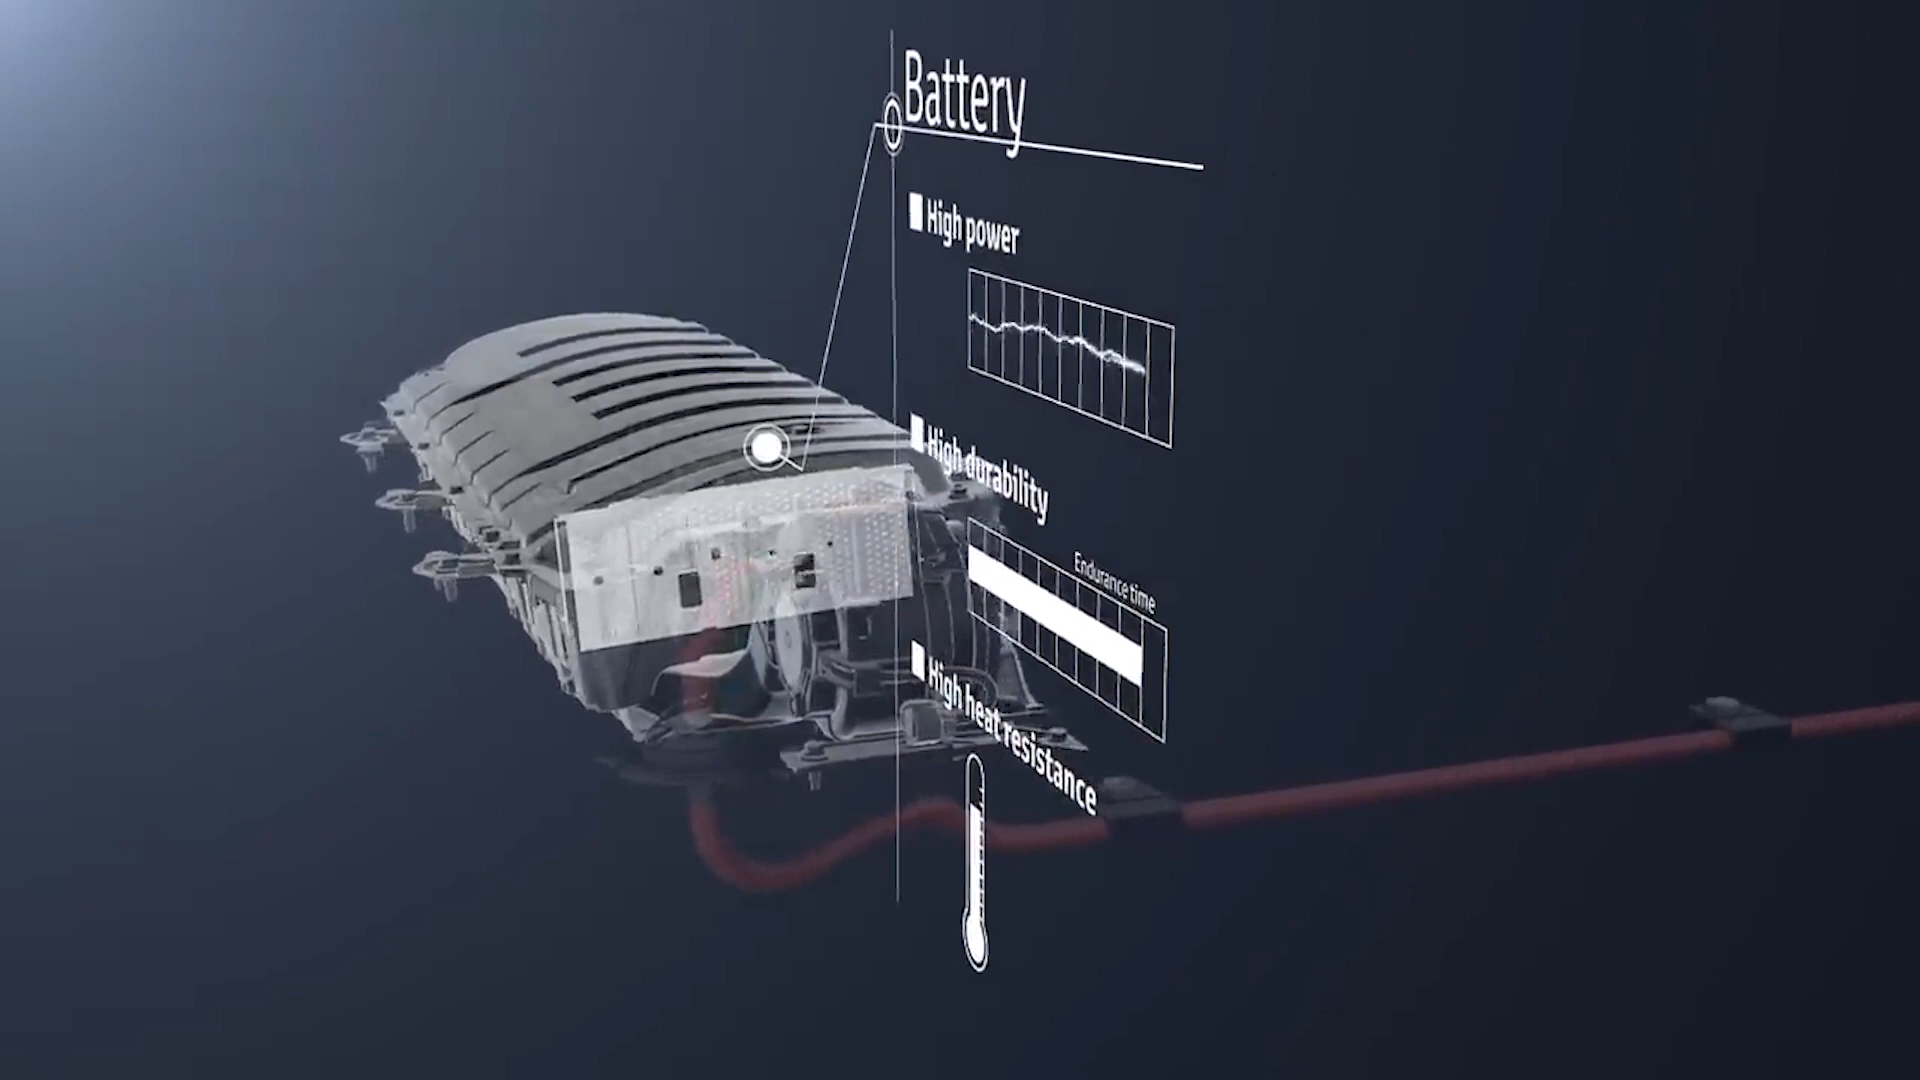 Battery
High power
High durability
Endurance time
High heat resistance